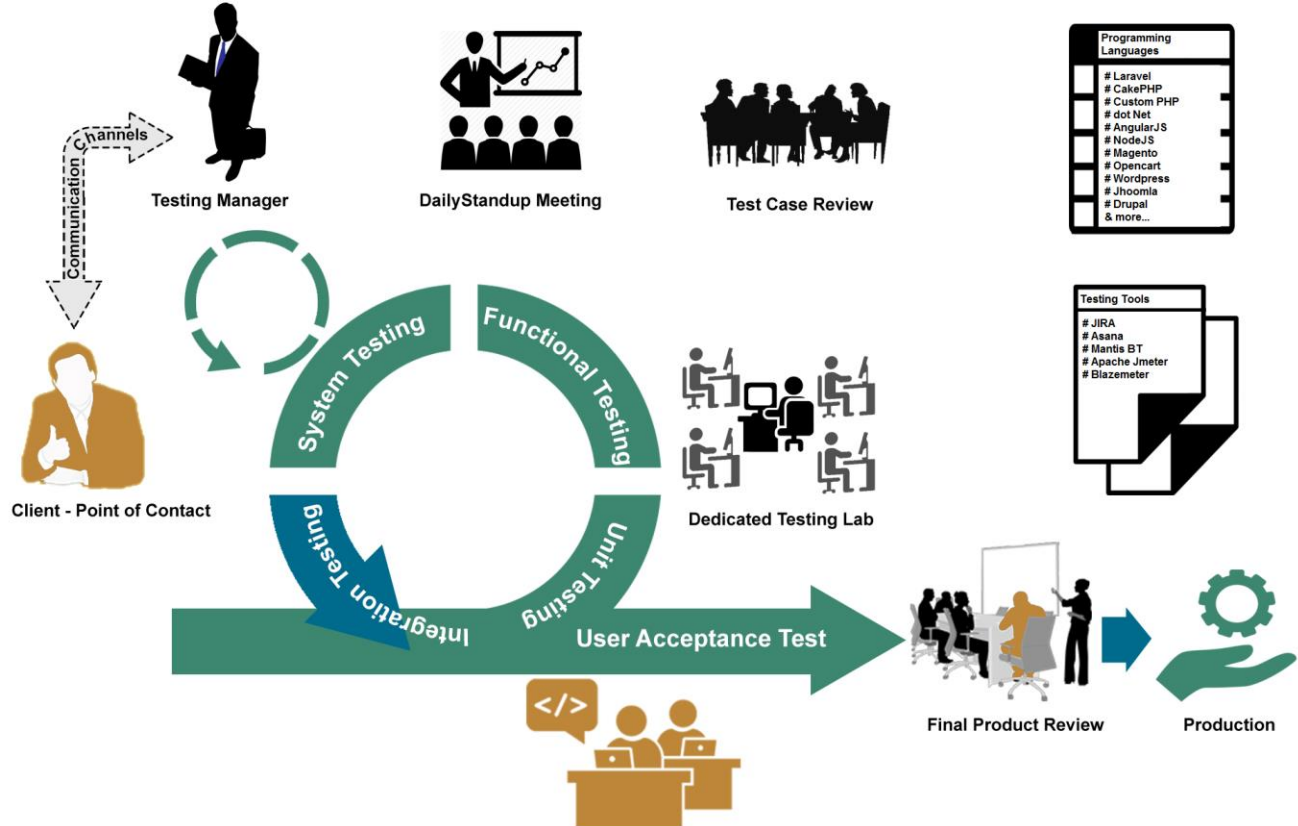 Communication Channels
Testing Manager
DailyStandup Meeting
Test Case Review
Programming
Languages
# Laravel
# CakePHP
# Custom PHP
# dot Net
# AngularJS
# NodeJS
# Magento
# Opencart
# Wordpress
# Jhoomla
# Drupal
& more...
Client - Point of Contact
System Testing
Functional Testing
Integration Testing
Unit Testing
Dedicated Testing Lab
Testing Tools
# JIRA
# Asana
# Mantis BT
# Apache Jmeter
# Blazemeter
User Acceptance Test
</>
Final Product Review
Production